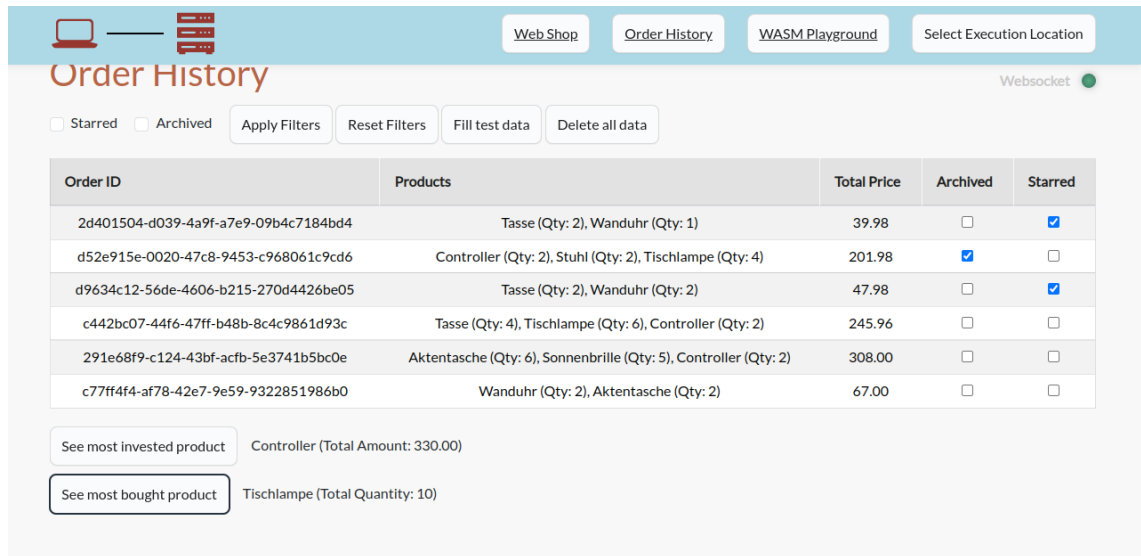 Web Shop Order History WASM Playground Select Execution Location
Order History
Websocket
Starred Archived Apply Filters Reset Filters Fill test data Delete all data
Order ID Products Total Price Archived Starred
2d401504-d039-4a9f-a7e9-09b4c7184bd4 Tasse (Qty: 2), Wanduhr (Qty: 1) 39.98
d52e915e-0020-47c8-9453-c968061c9cd6 Controller (Qty: 2), Stuhl (Qty: 2), Tischlampe (Qty: 4) 201.98
d9634c12-56de-4606-b215-270d4426be05 Tasse (Qty: 2), Wanduhr (Qty: 2) 47.98
c442bc07-44f6-47ff-b48b-8c4c9861d93c Tasse (Qty: 4), Tischlampe (Qty: 6), Controller (Qty: 2) 245.96
291e68f9-c124-43bf-acfb-5e3741b5bc0e Aktentasche (Qty: 6), Sonnenbrille (Qty: 5), Controller (Qty: 2) 308.00
c77ff4f4-af78-42e7-9e59-9322851986b0 Wanduhr (Qty: 2), Aktentasche (Qty: 2) 67.00
See most invested product Controller (Total Amount: 330.00)
See most bought product Tischlampe (Total Quantity: 10)